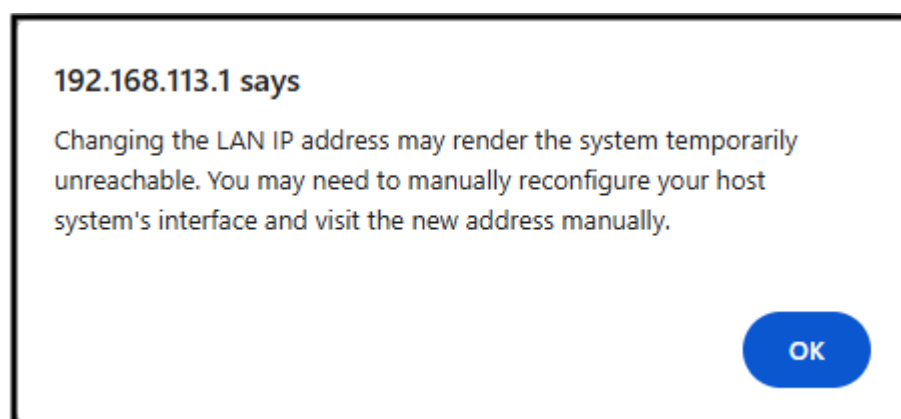 192.168.113.1 says
Changing the LAN IP address may render the system temporarily
unreachable. You may need to manually reconfigure your host
system's interface and visit the new address manually.
OK